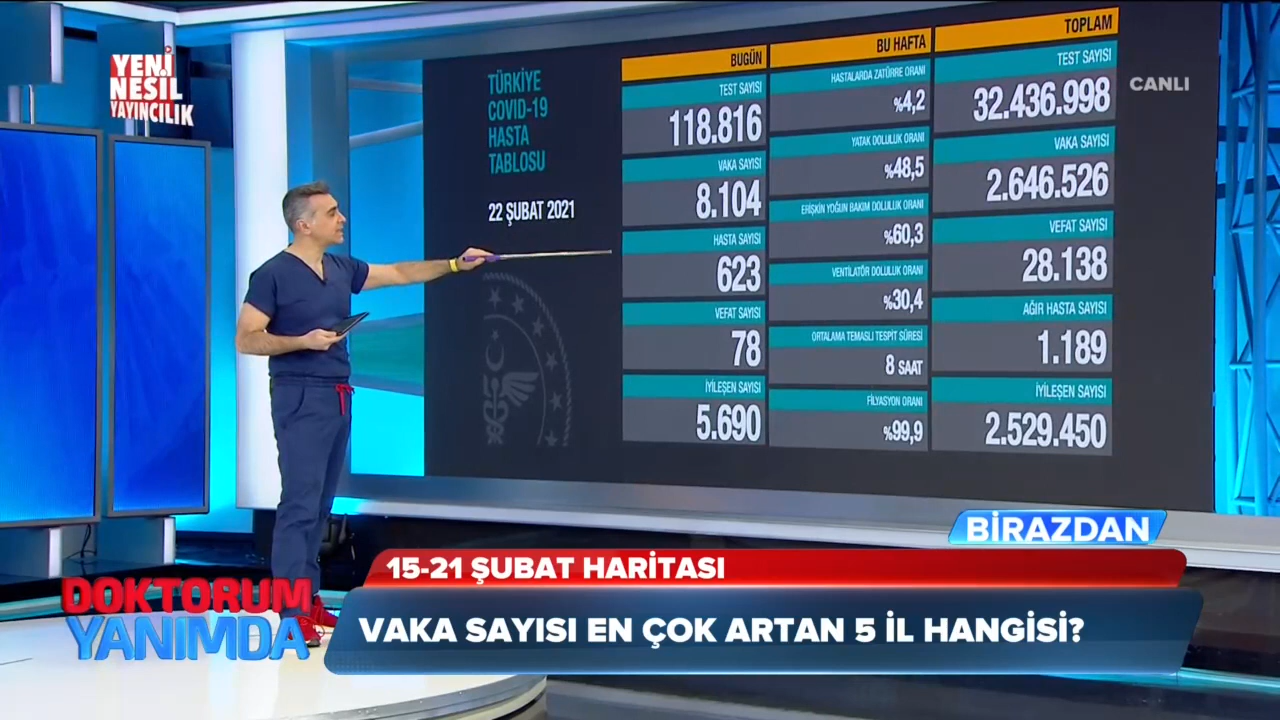 YENİ
NESİL
YAYINCILIK
CANLI
TÜRKİYE
COVID-19
HASTA
TABLOSU
22 ŞUBAT 2021
BUGÜN
TEST SAYISI
118.816
VAKA SAYISI
8.104
HASTA SAYISI
623
VEFAT SAYISI
78
İYİLEŞEN SAYISI
5.690
BU HAFTA
HASTALARDA ZATÜRRE ORANI
%4,2
YATAK DOLULUK ORANI
%48,5
ERİŞKİN YOĞUN BAKIM DOLULUK ORANI
%60,3
VENTİLATÖR DOLULUK ORANI
%30,4
ORTALAMA TEMASLI TESPİT SÜRESİ
8 SAAT
FİLYASYON ORANI
%99,9
TOPLAM
TEST SAYISI
32.436.998
VAKA SAYISI
2.646.526
VEFAT SAYISI
28.138
AĞIR HASTA SAYISI
1.189
İYİLEŞEN SAYISI
2.529.450
BİRAZDAN
15-21 ŞUBAT HARİTASI
DOKTORUM
YANIMDA
VAKA SAYISI EN ÇOK ARTAN 5 İL HANGİSİ?